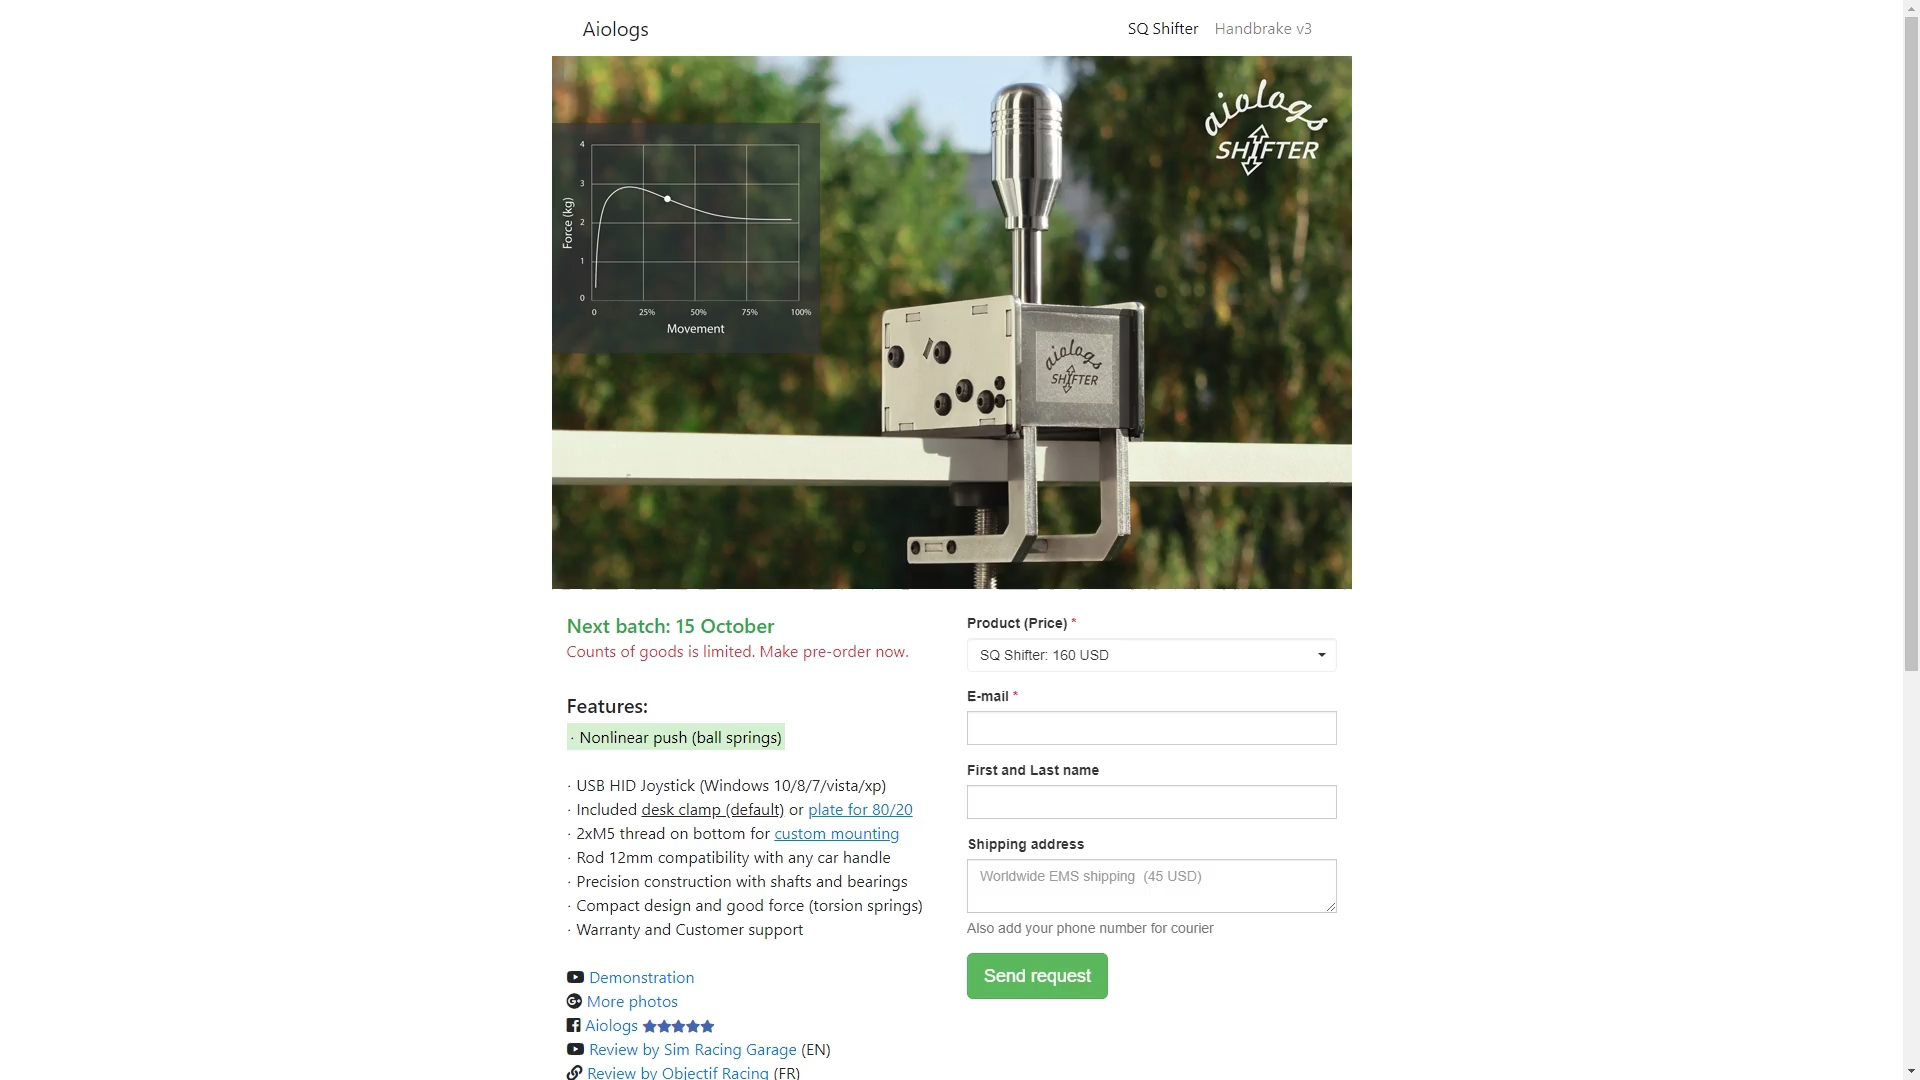 Aiologs
SQ Shifter Handbrake v3
aiologs
SHIFTER
4
3
2
1
0
Force (kg)
0 25% 50% 75% 100%
Movement
aiologs
SHIFTER
Next batch: 15 October
Counts of goods is limited. Make pre-order now.
Features:
· Nonlinear push (ball springs)
· USB HID Joystick (Windows 10/8/7/vista/xp)
· Included desk clamp (default) or plate for 80/20
· 2xM5 thread on bottom for custom mounting
· Rod 12mm compatibility with any car handle
· Precision construction with shafts and bearings
· Compact design and good force (torsion springs)
· Warranty and Customer support
Demonstration
More photos
Aiologs
Review by Sim Racing Garage (EN)
Review by Objectif Racing (FR)
Product (Price) *
SQ Shifter: 160 USD
E-mail *
First and Last name
Shipping address
Worldwide EMS shipping (45 USD)
Also add your phone number for courier
Send request